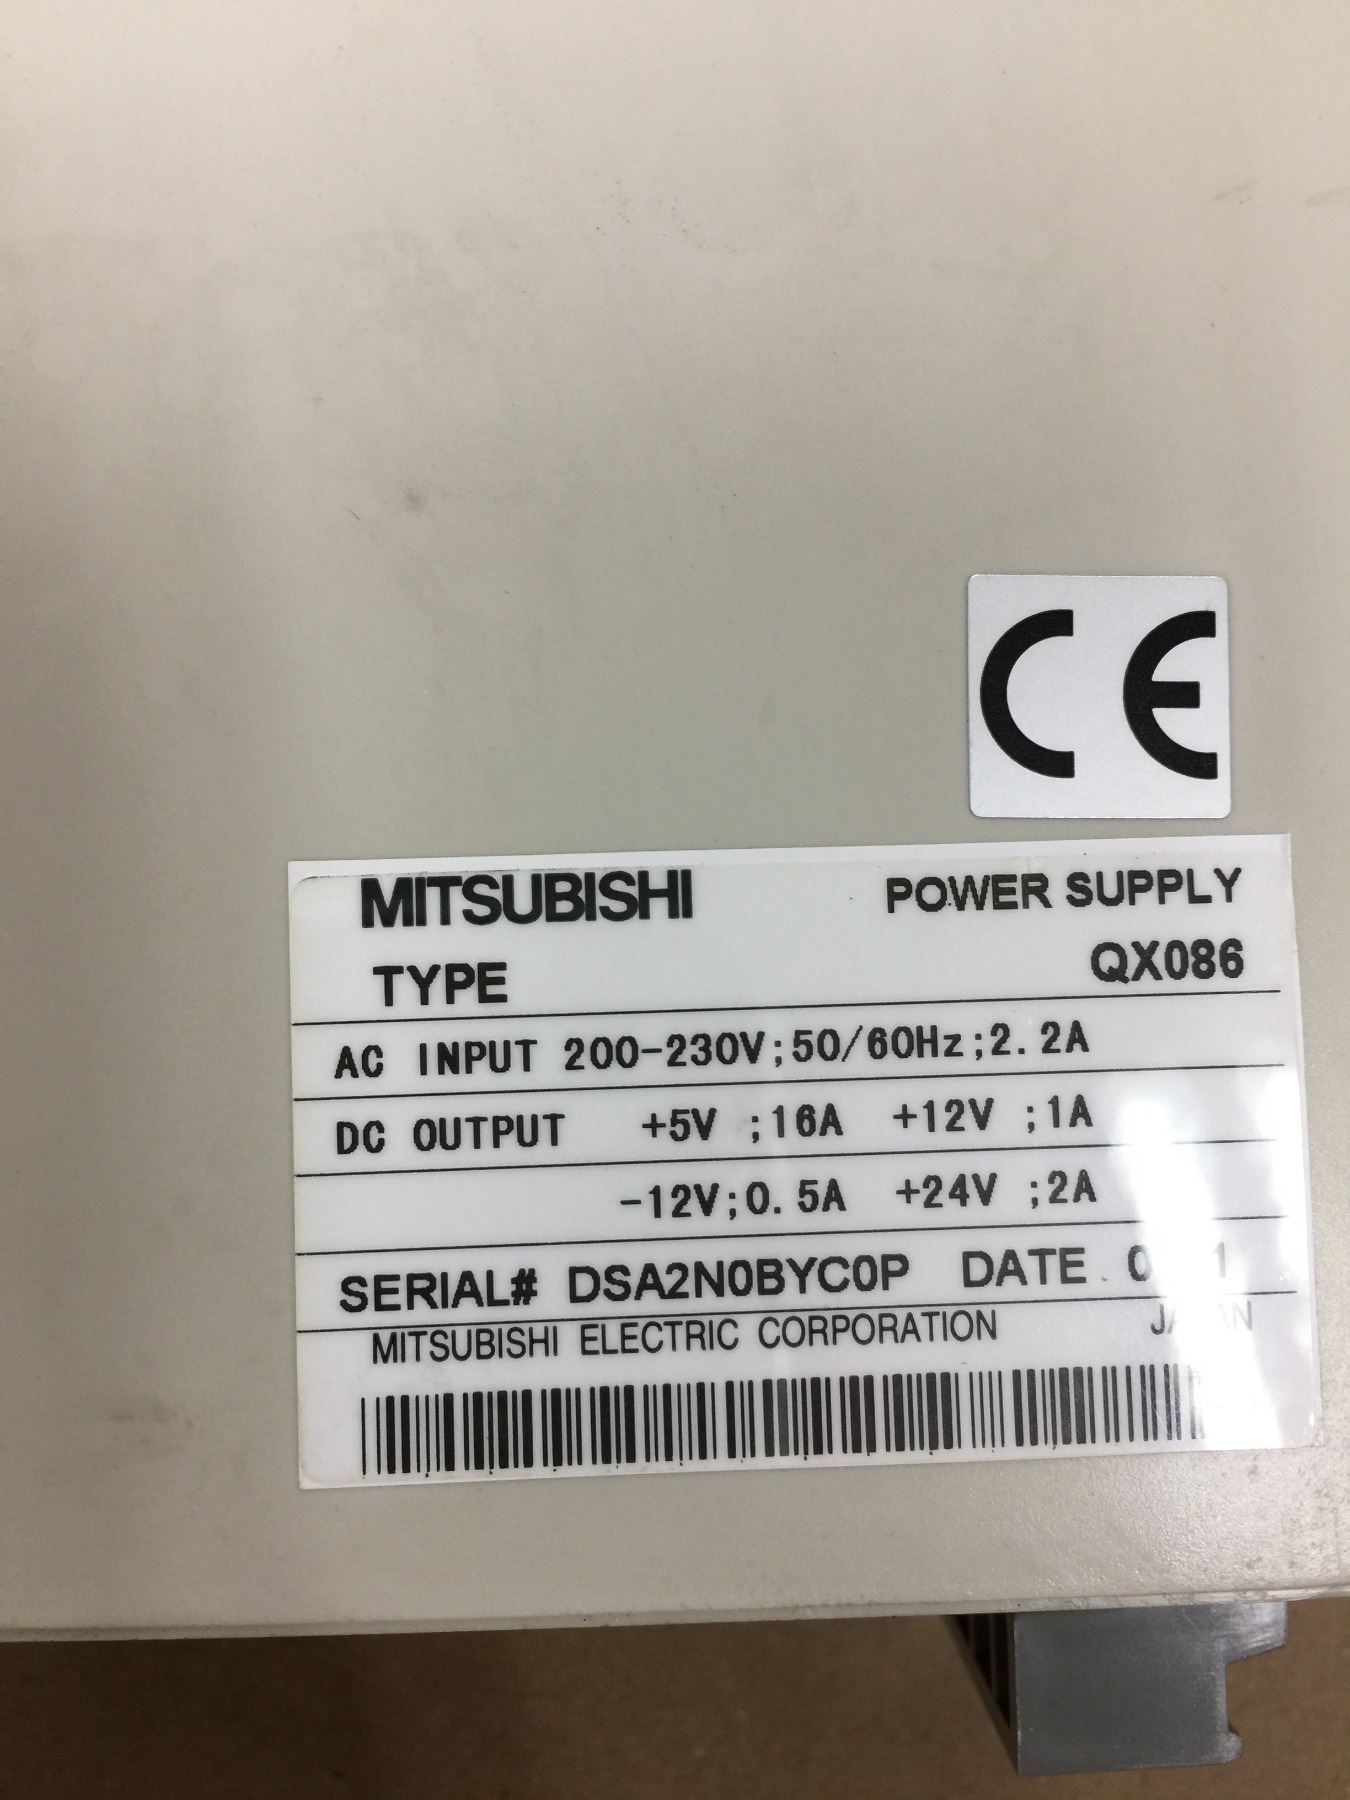 CE
MITSUBISHI POWER SUPPLY
TYPE QX086
AC INPUT 200-230V;50/60Hz;2.2A
DC OUTPUT +5V ;16A +12V ;1A
-12V;0.5A +24V ;2A
SERIAL# DSA2N0BYC0P DATE
MITSUBISHI ELECTRIC CORPORATION JAPAN